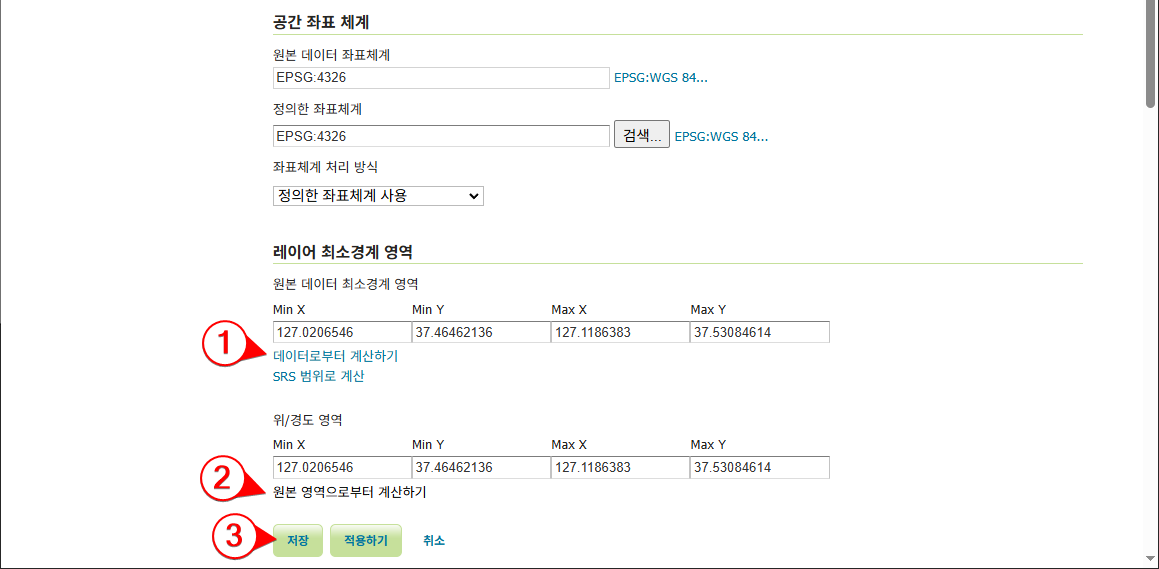 공간 좌표 체계
원본 데이터 좌표체계
EPSG:4326 EPSG:WGS 84...
정의한 좌표체계
EPSG:4326 검색... EPSG:WGS 84...
좌표체계 처리 방식
정의한 좌표체계 사용
레이어 최소경계 영역
원본 데이터 최소경계 영역
Min X Min Y Max X Max Y
127.0206546 37.46462136 127.1186383 37.53084614
1 데이터로부터 계산하기
SRS 범위로 계산
위/경도 영역
Min X Min Y Max X Max Y
127.0206546 37.46462136 127.1186383 37.53084614
2 원본 영역으로부터 계산하기
3 저장 적용하기 취소